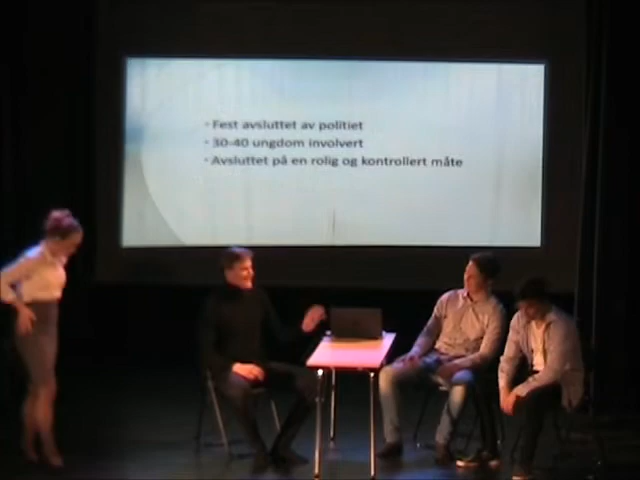 • Fest avsluttet av politiet
• 30-40 ungdom involvert
• Avsluttet på en rolig og kontrollert måte